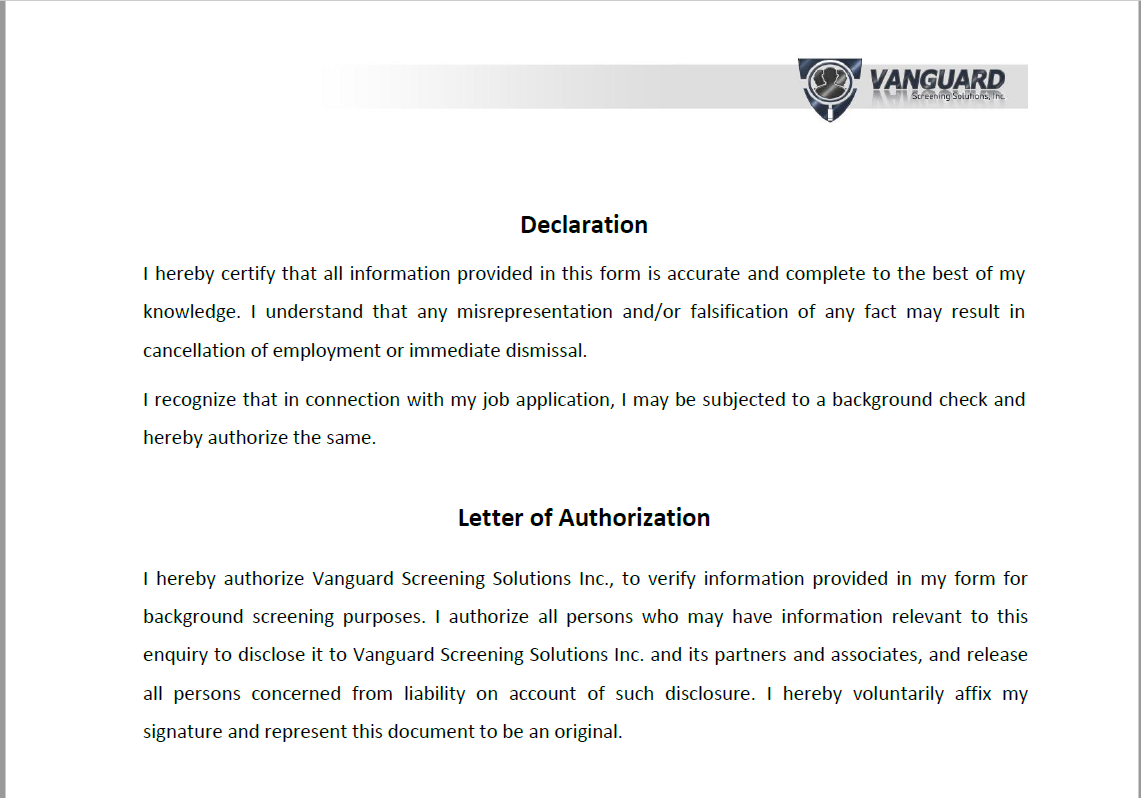 VANGUARD
Screening Solutions, Inc.
Declaration
I hereby certify that all information provided in this form is accurate and complete to the best of my
knowledge. I understand that any misrepresentation and/or falsification of any fact may result in
cancellation of employment or immediate dismissal.
I recognize that in connection with my job application, I may be subjected to a background check and
hereby authorize the same.
Letter of Authorization
I hereby authorize Vanguard Screening Solutions Inc., to verify information provided in my form for
background screening purposes. I authorize all persons who may have information relevant to this
enquiry to disclose it to Vanguard Screening Solutions Inc. and its partners and associates, and release
all persons concerned from liability on account of such disclosure. I hereby voluntarily affix my
signature and represent this document to be an original.